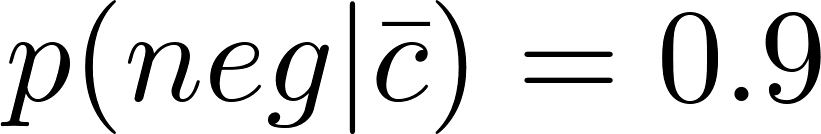 p(neg|c̄) = 0.9